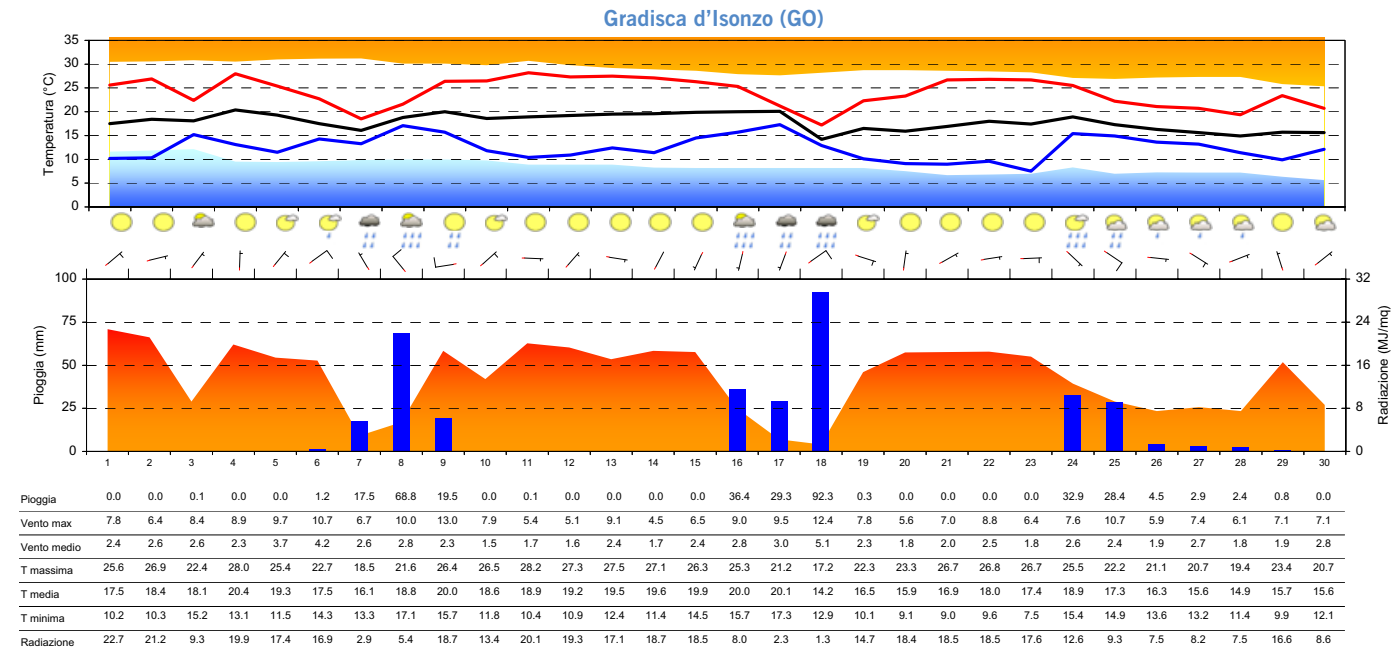 Gradisca d’Isonzo (GO)
Temperatura (°C)
35
30
25
20
15
10
5
0
Pioggia (mm)
100
75
50
25
0
32
24
16
8
0
Radiazione (MJ/mq)
1 2 3 4 5 6 7 8 9 10 11 12 13 14 15 16 17 18 19 20 21 22 23 24 25 26 27 28 29 30
Pioggia 0.0 0.0 0.1 0.0 0.0 1.2 17.5 68.8 19.5 0.0 0.1 0.0 0.0 0.0 0.0 36.4 29.3 92.3 0.3 0.0 0.0 0.0 0.0 32.9 28.4 4.5 2.9 2.4 0.8 0.0
Vento max 7.8 6.4 8.4 8.9 9.7 10.7 6.7 10.0 13.0 7.9 5.4 5.1 9.1 4.5 6.5 9.0 9.5 12.4 7.8 5.6 7.0 8.8 6.4 7.6 10.7 5.9 7.4 6.1 7.1 7.1
Vento medio 2.4 2.6 2.6 2.3 3.7 4.2 2.6 2.8 2.3 1.5 1.7 1.6 2.4 1.7 2.4 2.8 3.0 5.1 2.3 1.8 2.0 2.5 1.8 2.6 2.4 1.9 2.7 1.8 1.9 2.8
T massima 25.6 26.9 22.4 28.0 25.4 22.7 18.5 21.6 26.4 26.5 28.2 27.3 27.5 27.1 26.3 25.3 21.2 17.2 22.3 23.3 26.7 26.8 26.7 25.5 22.2 21.1 20.7 19.4 23.4 20.7
T media 17.5 18.4 18.1 20.4 19.3 17.5 16.1 18.8 20.0 18.6 18.9 19.2 19.5 19.6 19.9 20.0 20.1 14.2 16.5 15.9 16.9 18.0 17.4 18.9 17.3 16.3 15.6 14.9 15.7 15.6
T minima 10.2 10.3 15.2 13.1 11.5 14.3 13.3 17.1 15.7 11.8 10.4 10.9 12.4 11.4 14.5 15.7 17.3 12.9 10.1 9.1 9.0 9.6 7.5 15.4 14.9 13.6 13.2 11.4 9.9 12.1
Radiazione 22.7 21.2 9.3 19.9 17.4 16.9 2.9 5.4 18.7 13.4 20.1 19.3 17.1 18.7 18.5 8.0 2.3 1.3 14.7 18.4 18.5 18.5 17.6 12.6 9.3 7.5 8.2 7.5 16.6 8.6